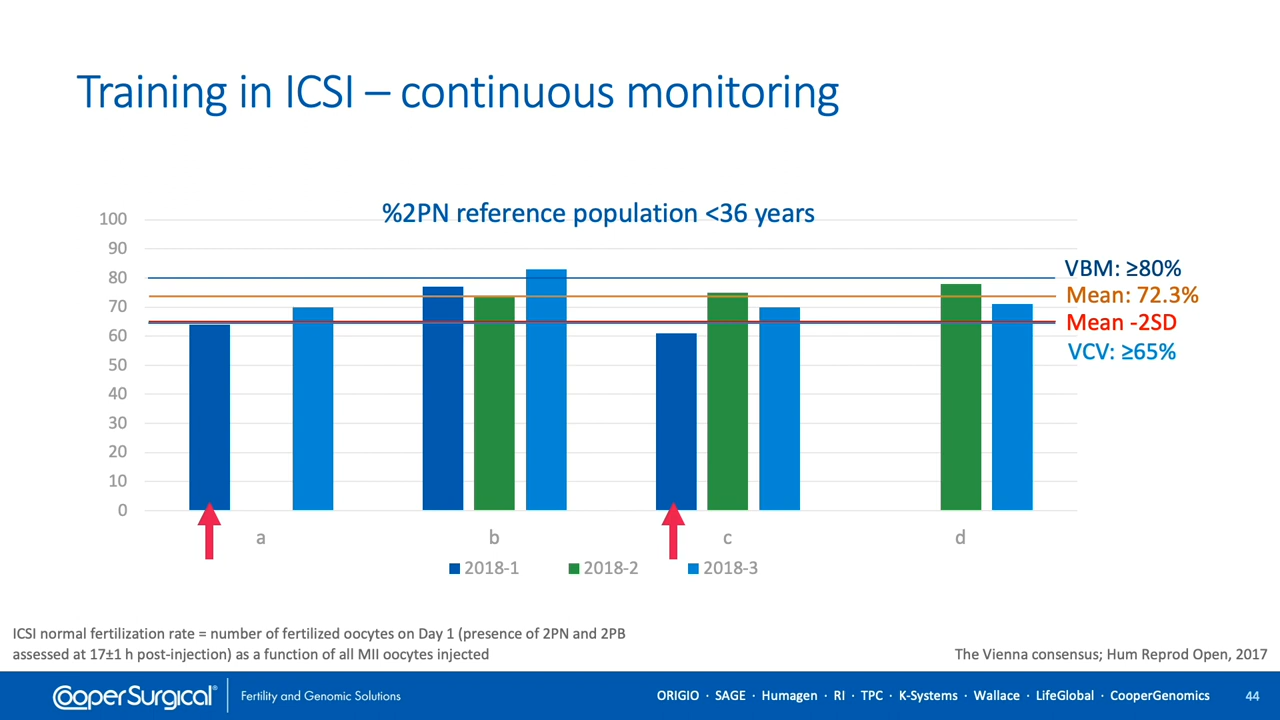 Training in ICSI – continuous monitoring
%2PN reference population <36 years
100
90
80
70
60
50
40
30
20
10
0
VBM: ≥80%
Mean: 72.3%
Mean -2SD
VCV: ≥65%
a
b
c
d
2018-1
2018-2
2018-3
ICSI normal fertilization rate = number of fertilized oocytes on Day 1 (presence of 2PN and 2PB
assessed at 17±1 h post-injection) as a function of all MII oocytes injected
The Vienna consensus; Hum Reprod Open, 2017
CooperSurgical®
Fertility and Genomic Solutions
ORIGIO · SAGE · Humagen · RI · TPC · K-Systems · Wallace · LifeGlobal · CooperGenomics
44